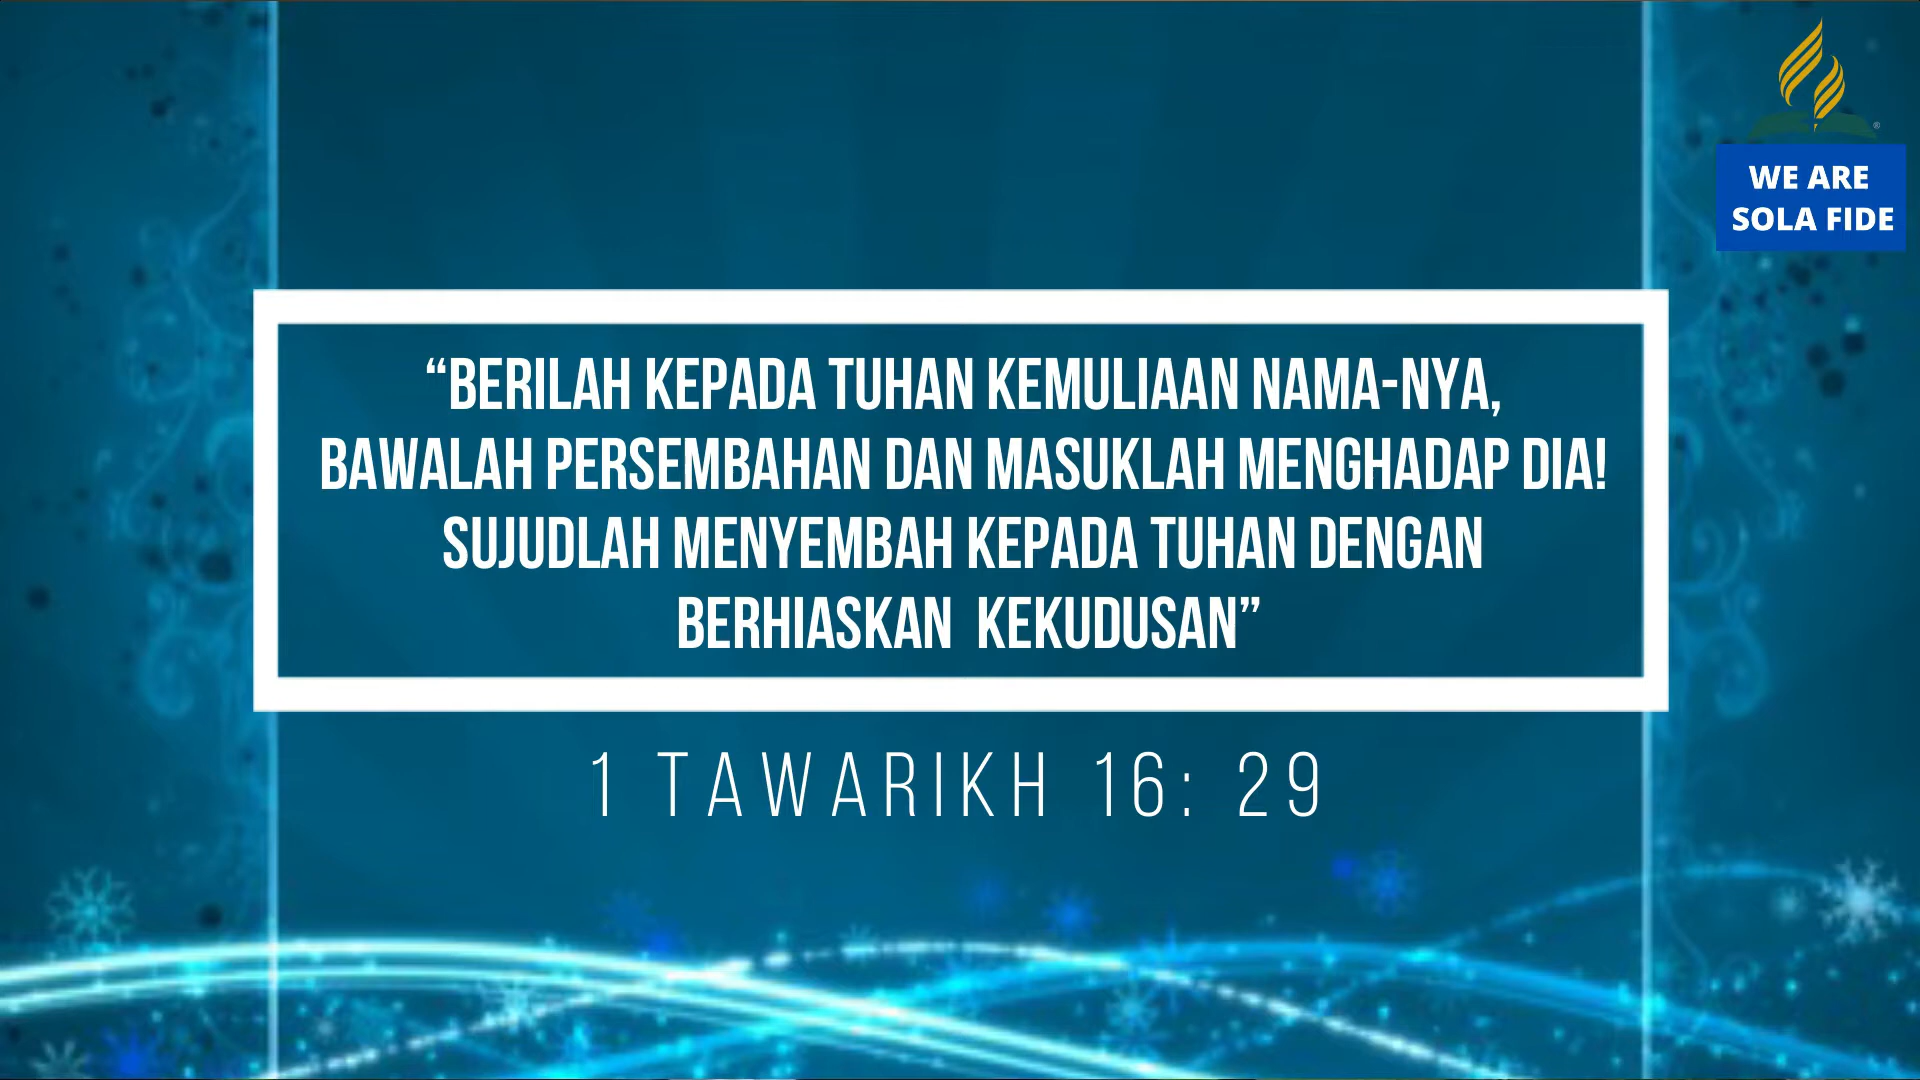 WE ARE
SOLA FIDE
“BERILAH KEPADA TUHAN KEMULIAAN NAMA-NYA,
BAWALAH PERSEMBAHAN DAN MASUKLAH MENGHADAP DIA!
SUJUDLAH MENYEMBAH KEPADA TUHAN DENGAN
BERHIASKAN KEKUDUSAN”
1 TAWARIKH 16: 29